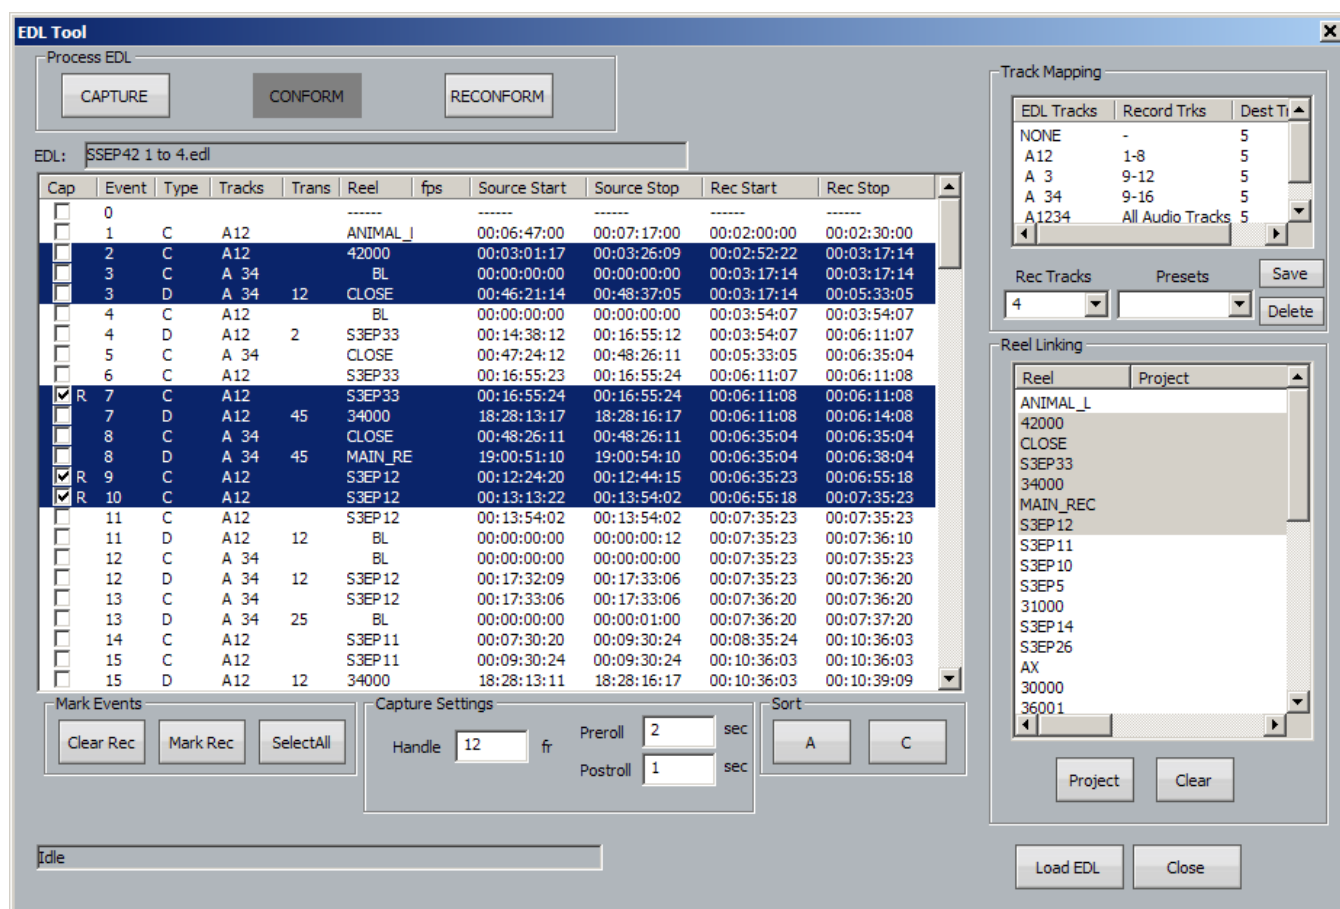 EDL Tool
Process EDL
CAPTURE CONFORM RECONFORM
EDL: SSEP42 1 to 4.edl
Cap Event Type Tracks Trans Reel fps Source Start Source Stop Rec Start Rec Stop
0 ------ ------ ------ ------ ------
1 C A12 ANIMAL_L 00:06:47:00 00:07:17:00 00:02:00:00 00:02:30:00
2 C A12 42000 00:03:01:17 00:03:26:09 00:02:52:22 00:03:17:14
3 C A 34 BL 00:00:00:00 00:00:00:00 00:03:17:14 00:03:17:14
3 D A 34 12 CLOSE 00:46:21:14 00:48:37:05 00:03:17:14 00:05:33:05
4 C A12 BL 00:00:00:00 00:00:00:00 00:03:54:07 00:03:54:07
4 D A12 2 S3EP33 00:14:38:12 00:16:55:12 00:03:54:07 00:06:11:07
5 C A 34 CLOSE 00:47:24:12 00:48:26:11 00:05:33:05 00:06:35:04
6 C A12 S3EP33 00:16:55:23 00:16:55:24 00:06:11:07 00:06:11:08
R 7 C A12 S3EP33 00:16:55:24 00:16:55:24 00:06:11:08 00:06:11:08
7 D A12 45 34000 18:28:13:17 18:28:16:17 00:06:11:08 00:06:14:08
8 C A 34 CLOSE 00:48:26:11 00:48:26:11 00:06:35:04 00:06:35:04
8 D A 34 45 MAIN_RE 19:00:51:10 19:00:54:10 00:06:35:04 00:06:38:04
R 9 C A12 S3EP12 00:12:24:20 00:12:44:15 00:06:35:23 00:06:55:18
R 10 C A12 S3EP12 00:13:13:22 00:13:54:02 00:06:55:18 00:07:35:23
11 C A12 S3EP12 00:13:54:02 00:13:54:02 00:07:35:23 00:07:35:23
11 D A12 12 BL 00:00:00:00 00:00:00:12 00:07:35:23 00:07:36:10
12 C A 34 BL 00:00:00:00 00:00:00:00 00:07:35:23 00:07:35:23
12 D A 34 12 S3EP12 00:17:32:09 00:17:33:06 00:07:35:23 00:07:36:20
13 C A 34 S3EP12 00:17:33:06 00:17:33:06 00:07:36:20 00:07:36:20
13 D A 34 25 BL 00:00:00:00 00:00:01:00 00:07:36:20 00:07:37:20
14 C A12 S3EP11 00:07:30:20 00:09:30:24 00:08:35:24 00:10:36:03
15 C A12 S3EP11 00:09:30:24 00:09:30:24 00:10:36:03 00:10:36:03
15 D A12 12 34000 18:28:13:11 18:28:16:17 00:10:36:03 00:10:39:09
Mark Events
Clear Rec Mark Rec SelectAll
Capture Settings
Handle 12 fr
Preroll 2 sec
Postroll 1 sec
Sort
A C
Idle
Track Mapping
EDL Tracks Record Trks Dest Tr
NONE - 5
A12 1-8 5
A 3 9-12 5
A 34 9-16 5
A1234 All Audio Tracks 5
Rec Tracks Presets Save
4 Delete
Reel Linking
Reel Project
ANIMAL_L
42000
CLOSE
S3EP33
34000
MAIN_REC
S3EP12
S3EP11
S3EP10
S3EP5
31000
S3EP14
S3EP26
AX
30000
36001
Project Clear
Load EDL Close